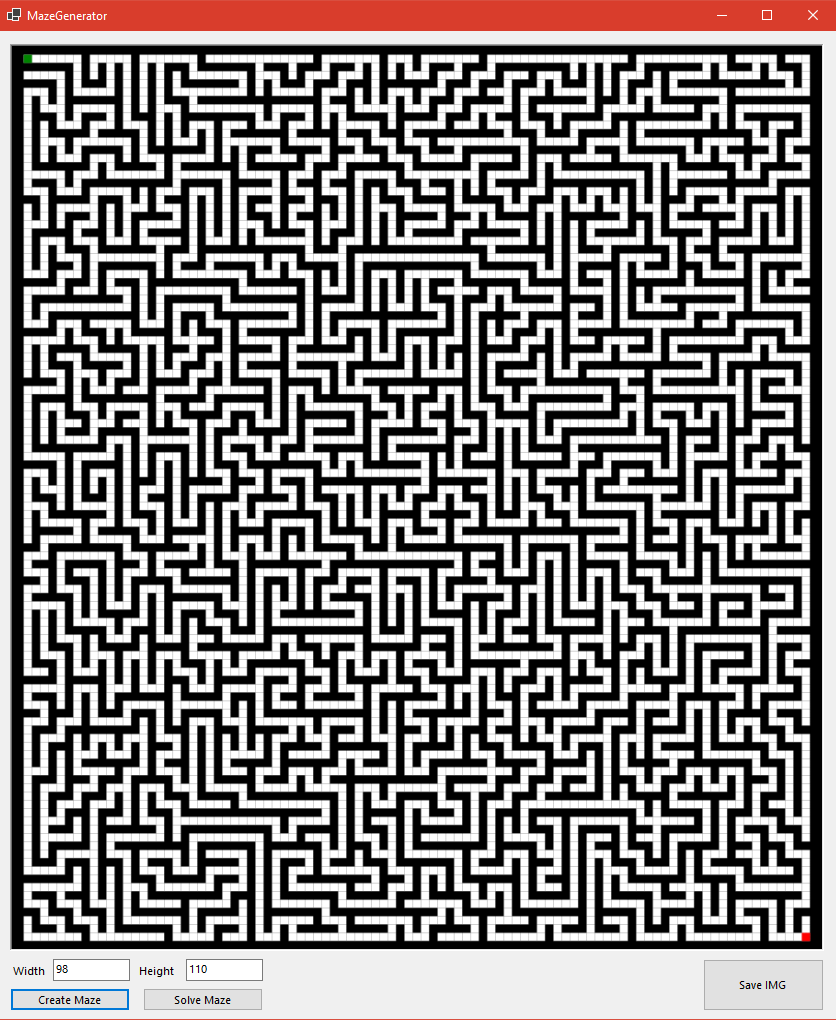 MazeGenerator
Width 98 Height 110
Create Maze Solve Maze
Save IMG